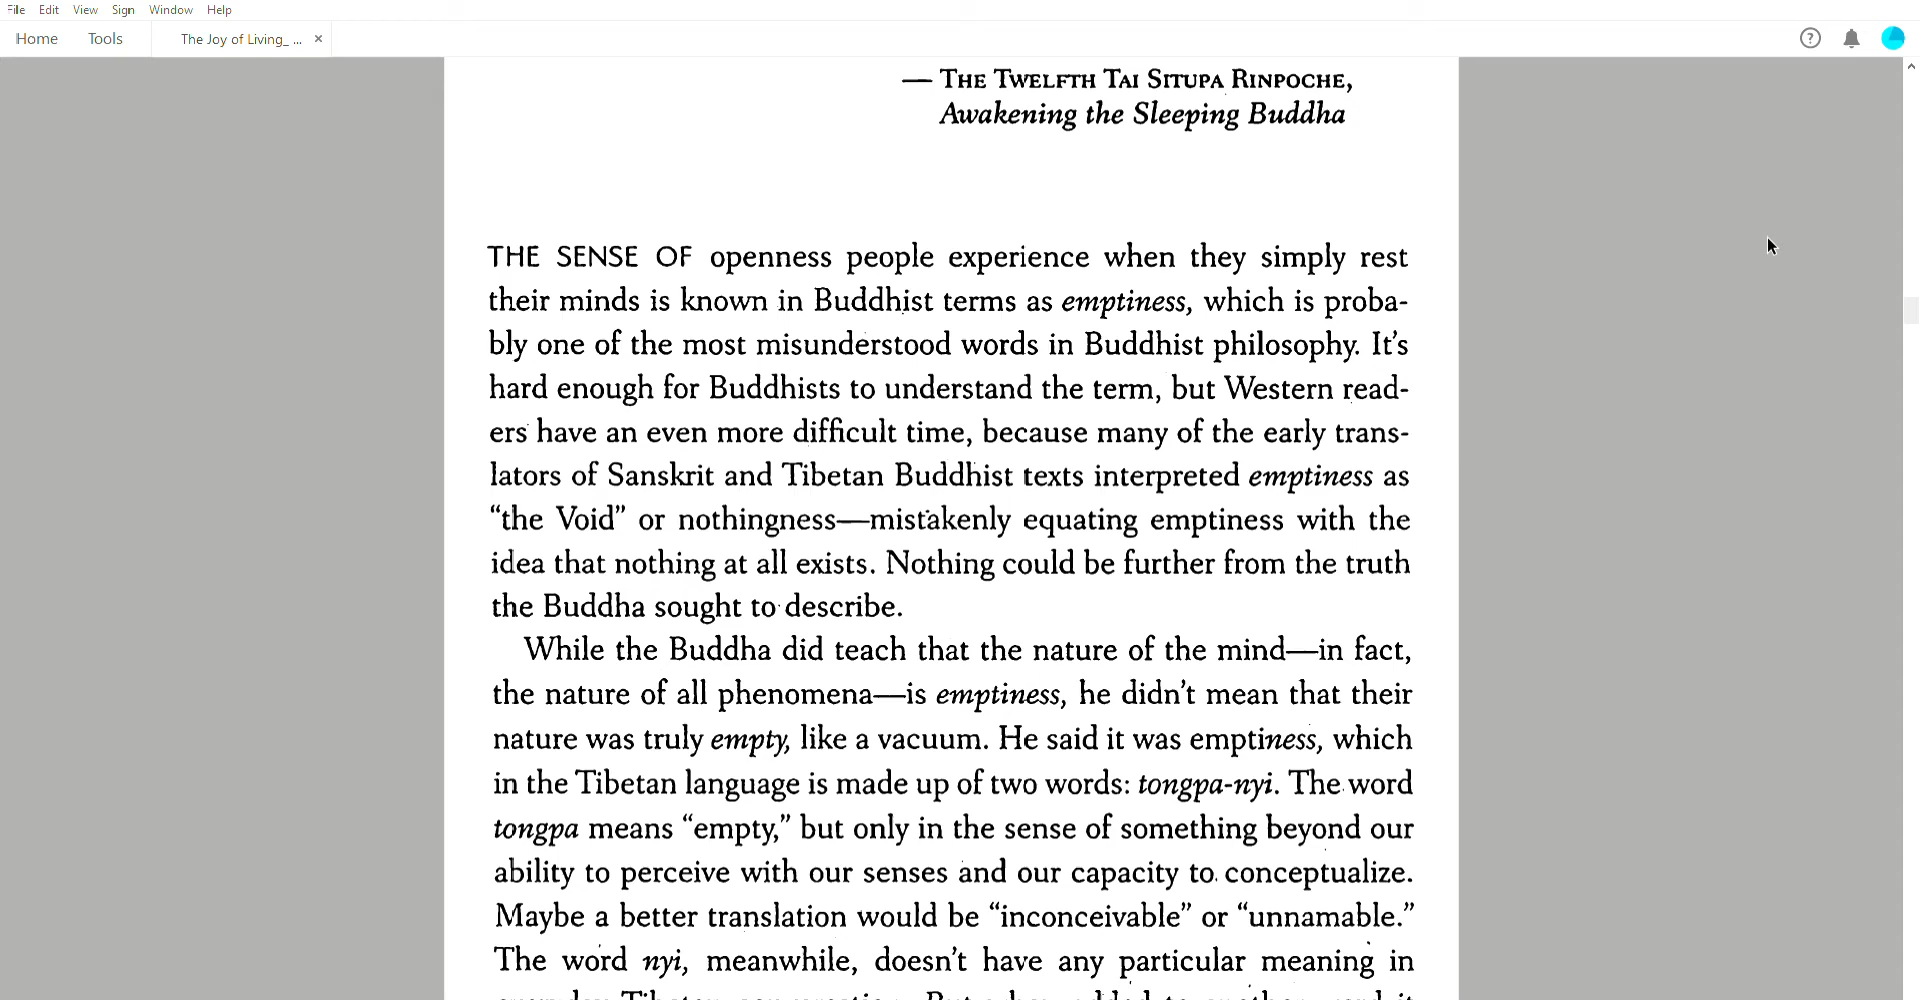 File Edit View Sign Window Help
Home Tools The Joy of Living_ ... ×
— THE TWELFTH TAI SITUPA RINPOCHE,
Awakening the Sleeping Buddha
THE SENSE OF openness people experience when they simply rest
their minds is known in Buddhist terms as emptiness, which is proba-
bly one of the most misunderstood words in Buddhist philosophy. It's
hard enough for Buddhists to understand the term, but Western read-
ers have an even more difficult time, because many of the early trans-
lators of Sanskrit and Tibetan Buddhist texts interpreted emptiness as
“the Void” or nothingness—mistakenly equating emptiness with the
idea that nothing at all exists. Nothing could be further from the truth
the Buddha sought to describe.
While the Buddha did teach that the nature of the mind—in fact,
the nature of all phenomena—is emptiness, he didn't mean that their
nature was truly empty, like a vacuum. He said it was emptiness, which
in the Tibetan language is made up of two words: tongpa-nyi. The word
tongpa means “empty,” but only in the sense of something beyond our
ability to perceive with our senses and our capacity to conceptualize.
Maybe a better translation would be “inconceivable” or “unnamable.”
The word nyi, meanwhile, doesn't have any particular meaning in